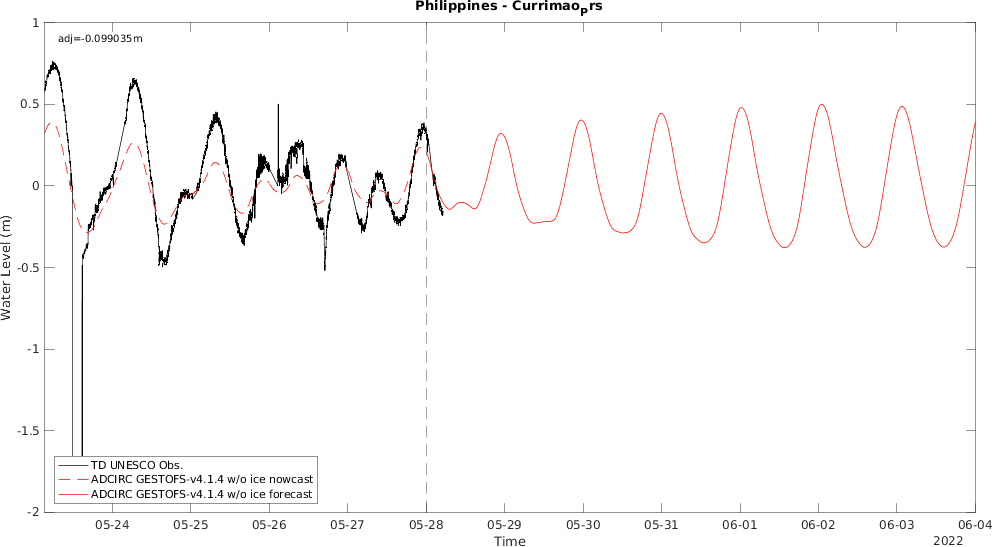 Philippines - Currimaoprs
adj=-0.099035m
1
0.5
0
-0.5
-1
-1.5
-2
Water Level (m)
TD UNESCO Obs.
ADCIRC GESTOFS-v4.1.4 w/o ice nowcast
ADCIRC GESTOFS-v4.1.4 w/o ice forecast
05-24 05-25 05-26 05-27 05-28 05-29 05-30 05-31 06-01 06-02 06-03 06-04
Time
2022